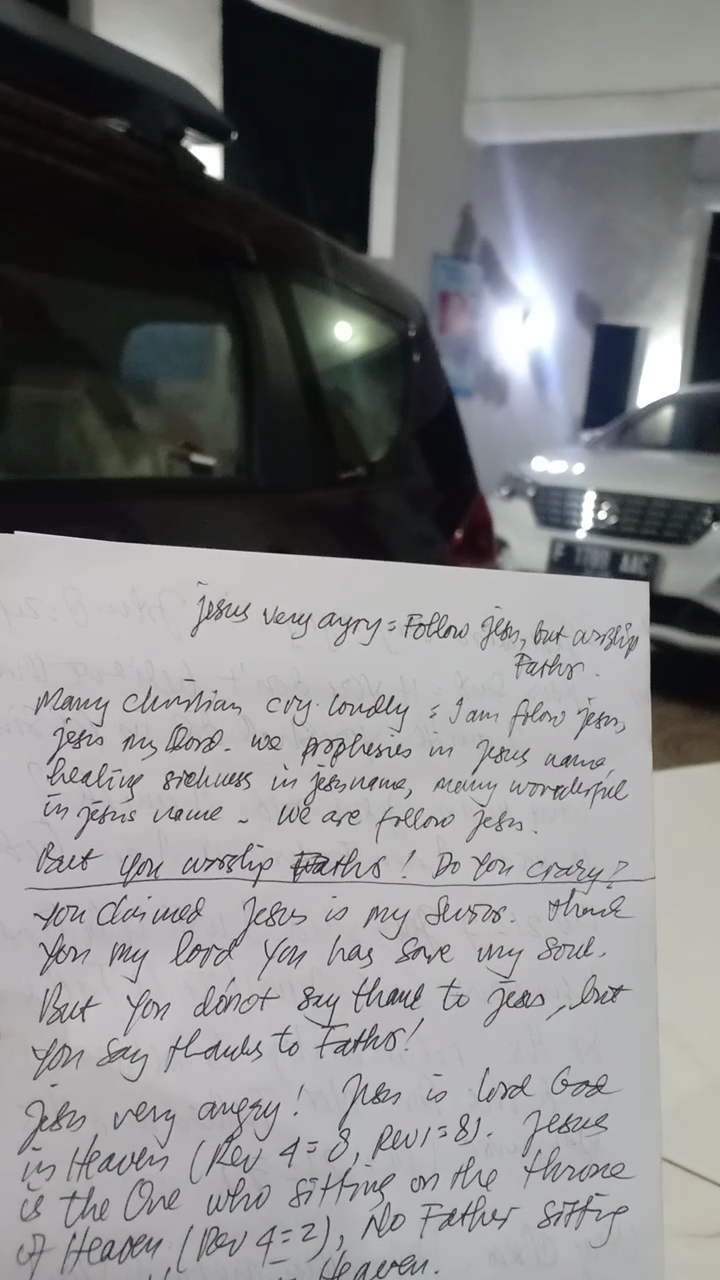 Jesus very angry = Follow Jesus, but worship
Father.
Many christian cry loudly = I am folow jesus,
jesus my Lord. we prophesies in Jesus name,
healing sickness in jesus name, many wonderful
in jesus name. We are follow Jesus.
But you worship Father! Do You crazy?
You claimed Jesus is my Savior. thank
You my lord You has save my soul.
But You donot say thank to jesus, but
You say thanks to Father!
Jesus very angry! Jesus is lord God
in Heaven (Rev 4=8, Rev 1=8). Jesus
is the One who sitting on the throne
of Heaven (Rev 4=2), No Father sitting
Heaven.